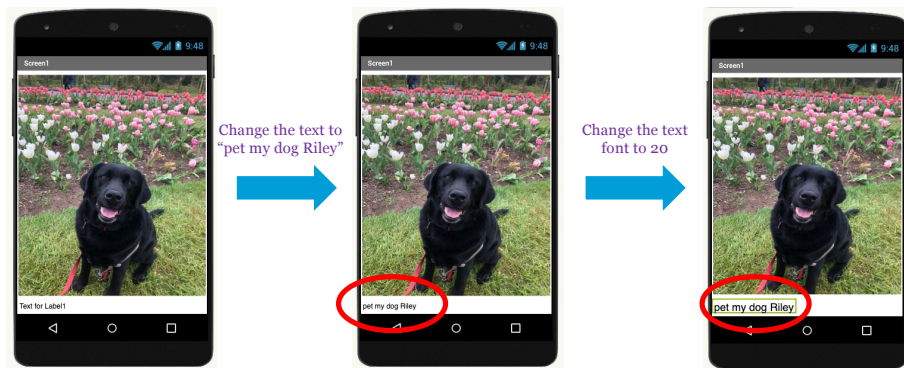 9:48
Screen1
Text for Label1
Change the text to
“pet my dog Riley”
9:48
Screen1
pet my dog Riley
Change the text
font to 20
9:48
Screen1
pet my dog Riley